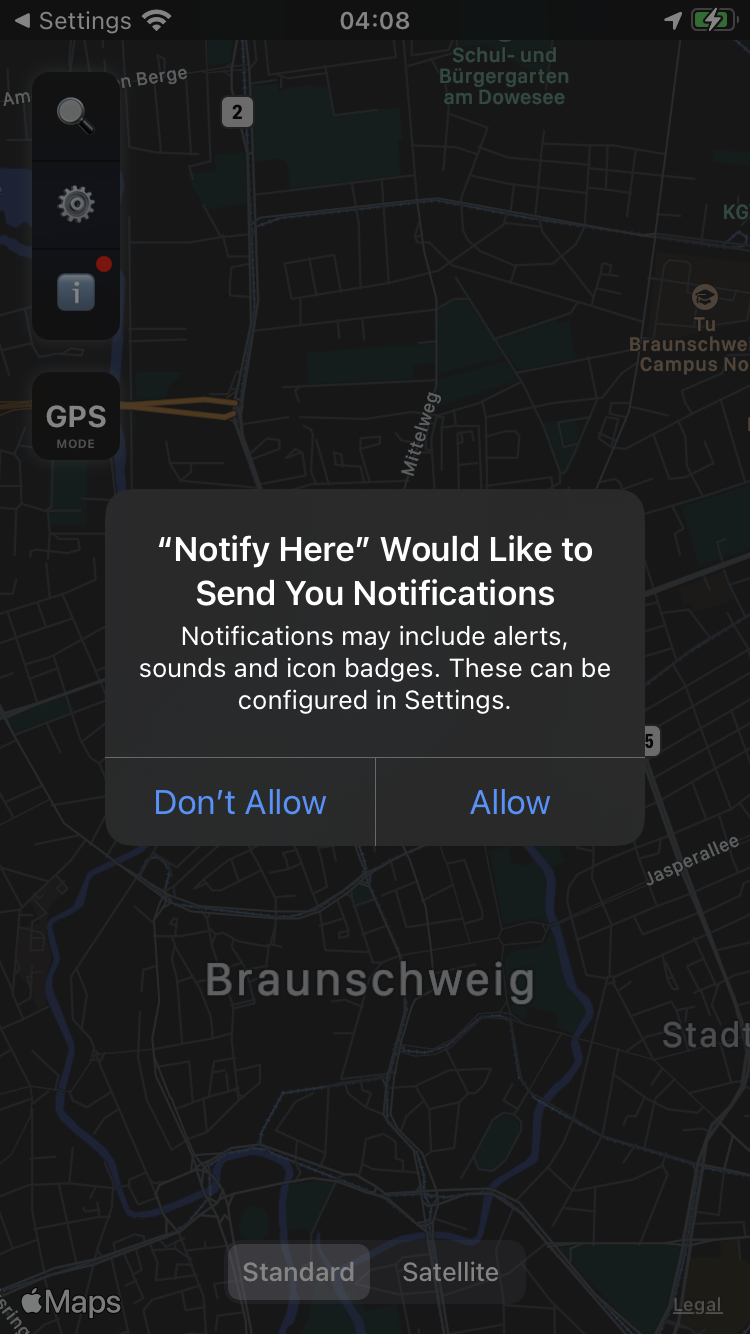 Settings
04:08
Schul- und
Bürgergarten
am Dowesee
Am
n Berge
2
KG
Tu
Braunschwe
Campus No
GPS
MODE
Mittelweg
“Notify Here” Would Like to
Send You Notifications
Notifications may include alerts,
sounds and icon badges. These can be
configured in Settings.
5
Don’t Allow
Allow
Jasperallee
Braunschweig
Stadt
Standard
Satellite
Maps
Legal